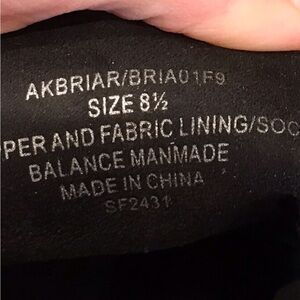 AKBRIAR/BRIA01F9
SIZE 8½
PER AND FABRIC LINING/SOC
BALANCE MANMADE
MADE IN CHINA
SF2431